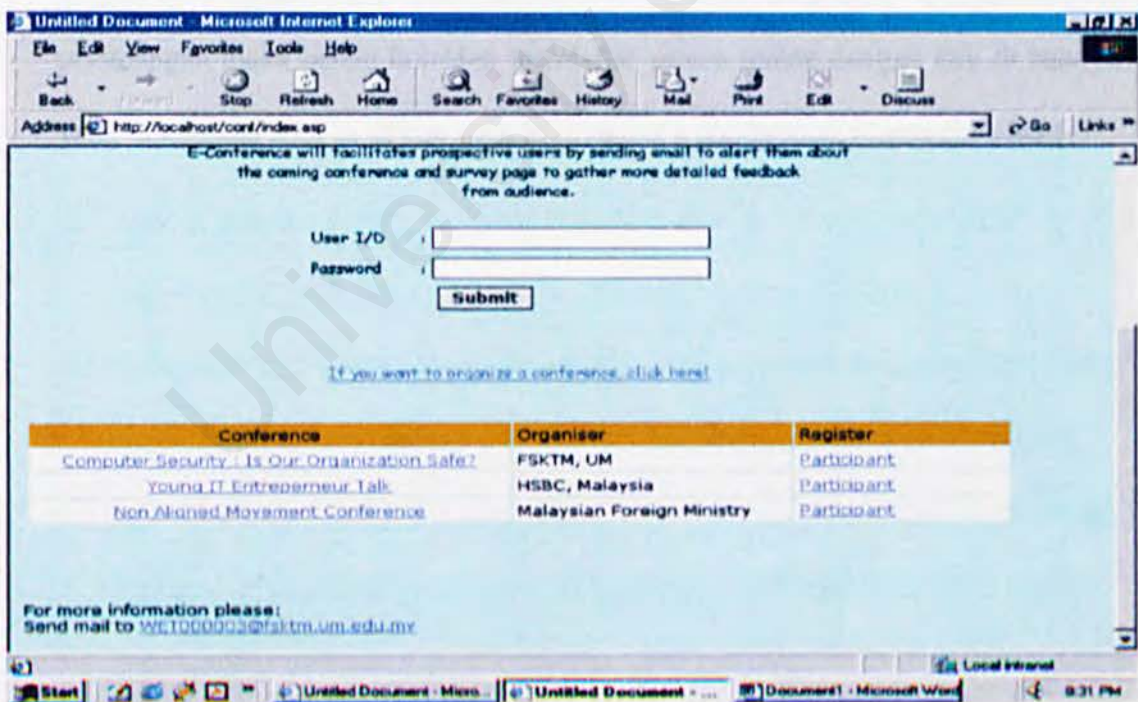 Untitled Document - Microsoft Internet Explorer
File Edit View Favorites Tools Help
Back Forward Stop Refresh Home Search Favorites History Mail Print Edit Discuss
Address http://localhost/conf/index.asp Go Links »
E-Conference will facilitates prospective users by sending email to alert them about
the coming conference and survey page to gather more detailed feedback
from audience.
User I/D :
Password :
Submit
If you want to organize a conference, click here!
Conference Organiser Register
Computer Security : Is Our Organization Safe? FSKTM, UM Participant
Young IT Entreperneur Talk HSBC, Malaysia Participant
Non Aligned Movement Conference Malaysian Foreign Ministry Participant
For more information please:
Send mail to WET000003@fsktm.um.edu.my
Local intranet
Start » Untitled Document - Micro... Untitled Document - ... Document1 - Microsoft Word 8:31 PM
University